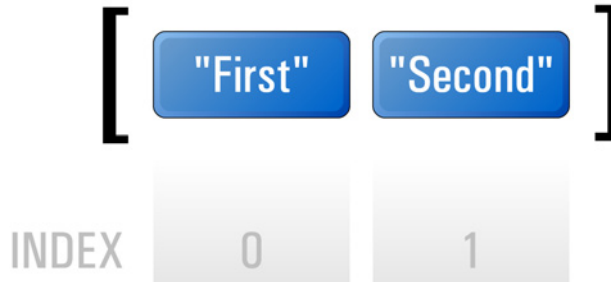 [ "First" "Second" ]
INDEX 0 1